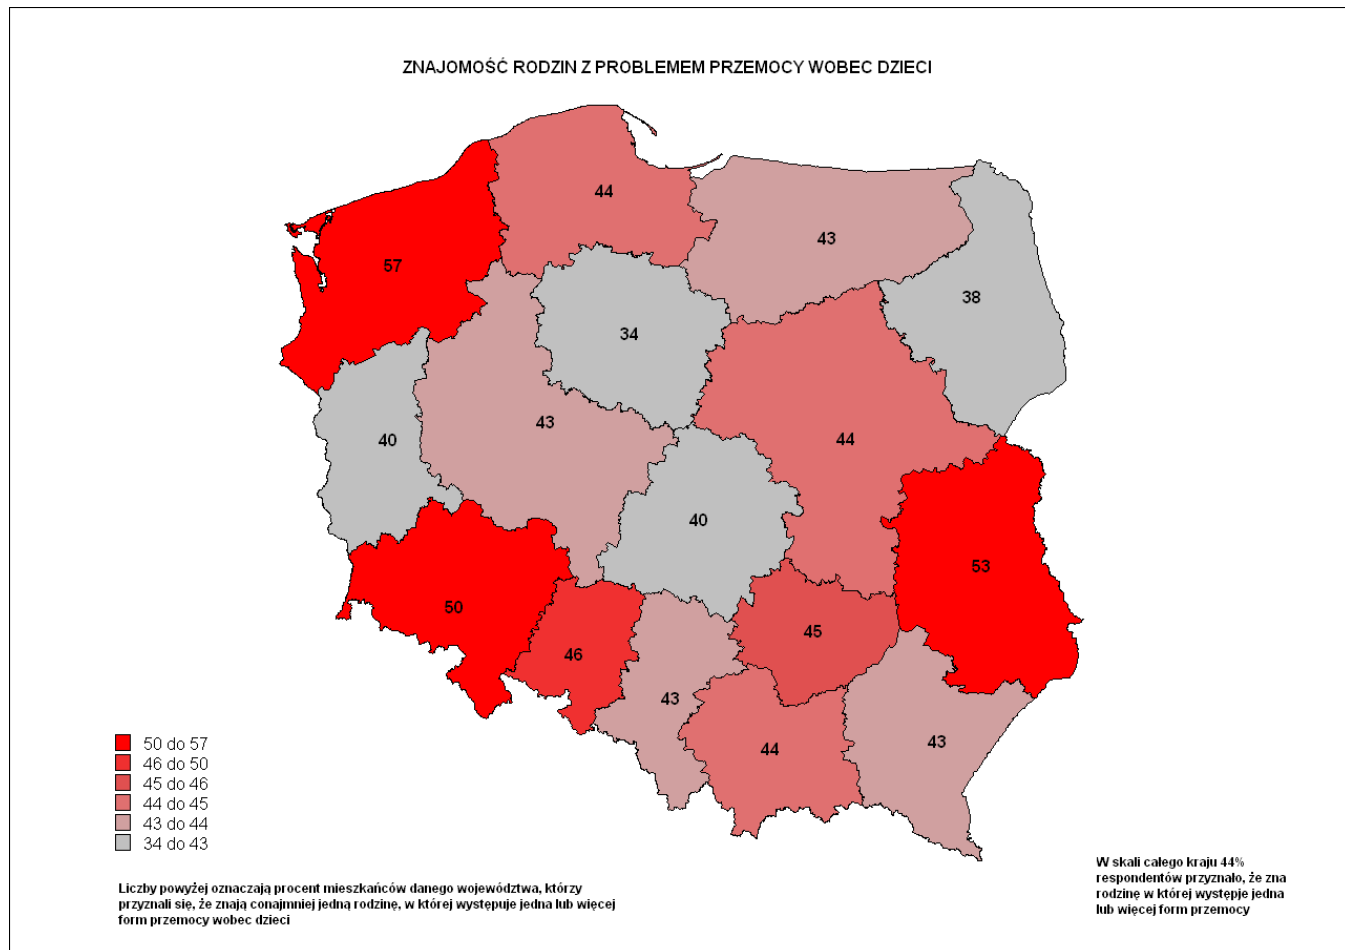 ZNAJOMOŚĆ RODZIN Z PROBLEMEM PRZEMOCY WOBEC DZIECI
44
43
57
38
34
43
40
44
40
53
50
45
46
43
43
44
50 do 57
46 do 50
45 do 46
44 do 45
43 do 44
34 do 43
Liczby powyżej oznaczają procent mieszkańców danego województwa, którzy
przyznali się, że znają conajmniej jedną rodzinę, w której występuje jedna lub więcej
form przemocy wobec dzieci
W skali całego kraju 44%
respondentów przyznało, że zna
rodzinę w której występje jedna
lub więcej form przemocy